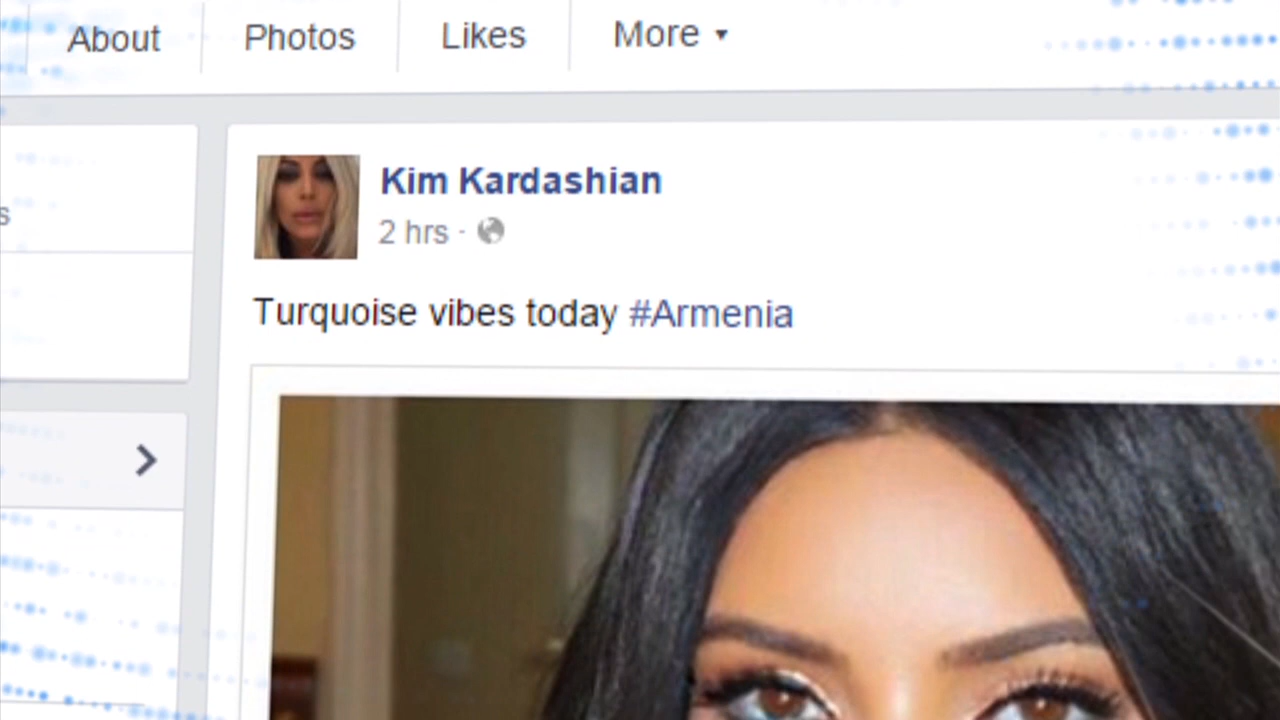 About Photos Likes More ▼
Kim Kardashian
2 hrs ·
s
Turquoise vibes today #Armenia